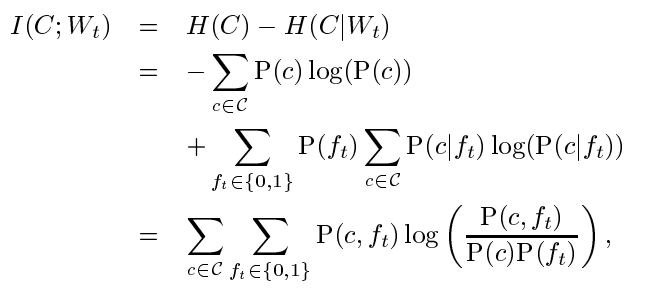 I(C; W_t) = H(C) − H(C|W_t)
= − ∑_{c∈𝒞} P(c) log(P(c))
+ ∑_{f_t∈{0,1}} P(f_t) ∑_{c∈𝒞} P(c|f_t) log(P(c|f_t))
= ∑_{c∈𝒞} ∑_{f_t∈{0,1}} P(c, f_t) log ( P(c, f_t) / P(c)P(f_t) ) ,